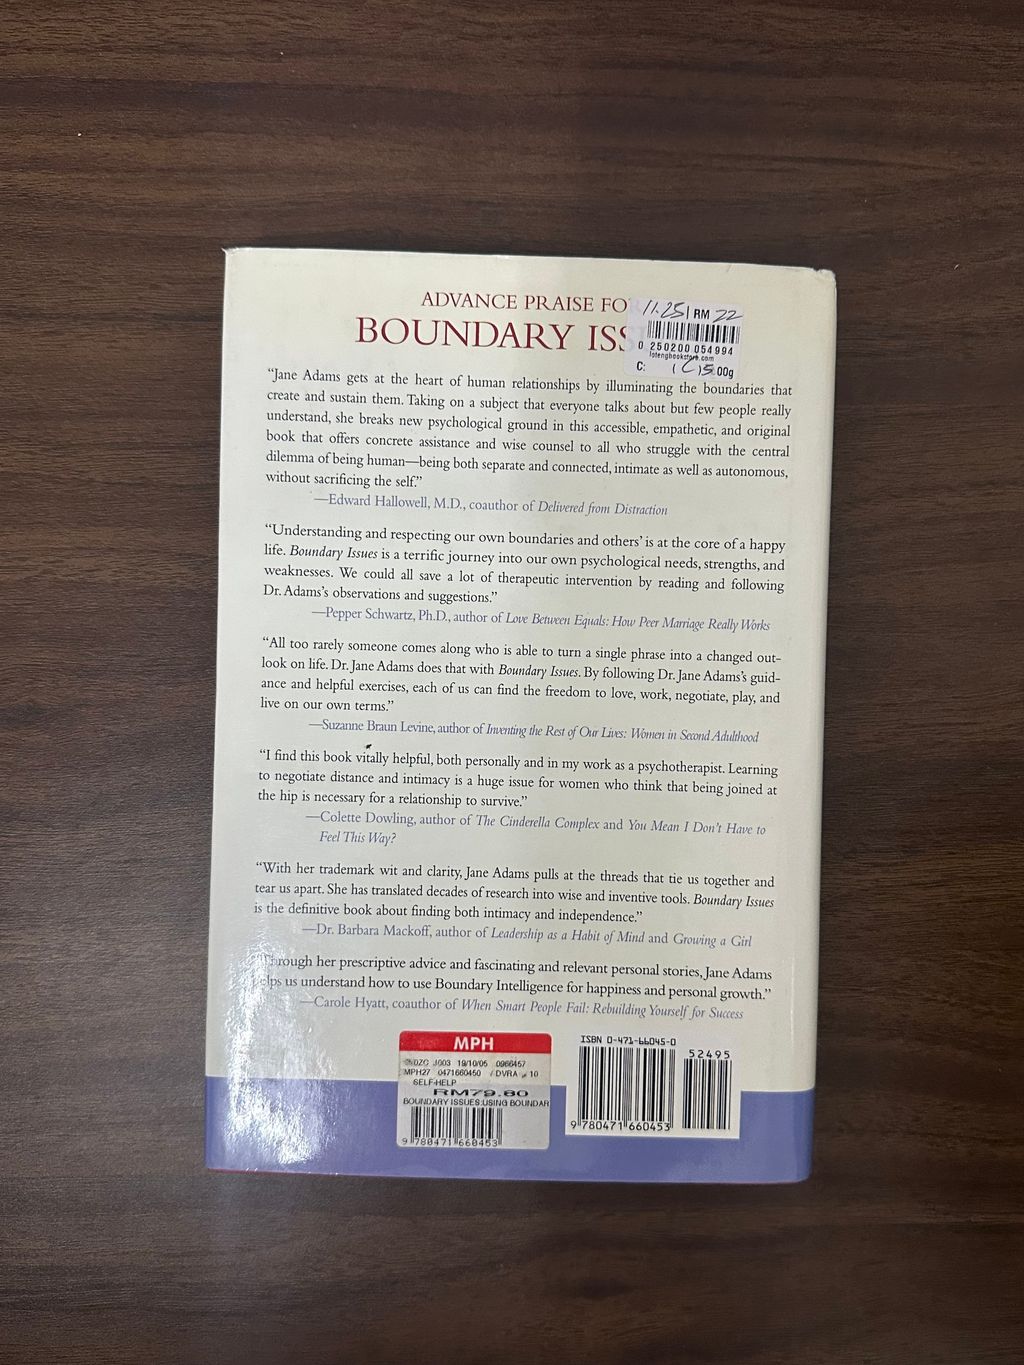 ADVANCE PRAISE FO
BOUNDARY ISS
11.25 | RM 22
0 250200 054994
lotengbookstore.com
C: 00g
“Jane Adams gets at the heart of human relationships by illuminating the boundaries that
create and sustain them. Taking on a subject that everyone talks about but few people really
understand, she breaks new psychological ground in this accessible, empathetic, and original
book that offers concrete assistance and wise counsel to all who struggle with the central
dilemma of being human—being both separate and connected, intimate as well as autonomous,
without sacrificing the self.”
—Edward Hallowell, M.D., coauthor of Delivered from Distraction
“Understanding and respecting our own boundaries and others’ is at the core of a happy
life. Boundary Issues is a terrific journey into our own psychological needs, strengths, and
weaknesses. We could all save a lot of therapeutic intervention by reading and following
Dr. Adams’s observations and suggestions.”
—Pepper Schwartz, Ph.D., author of Love Between Equals: How Peer Marriage Really Works
“All too rarely someone comes along who is able to turn a single phrase into a changed out-
look on life. Dr. Jane Adams does that with Boundary Issues. By following Dr. Jane Adams’s guid-
ance and helpful exercises, each of us can find the freedom to love, work, negotiate, play, and
live on our own terms.”
—Suzanne Braun Levine, author of Inventing the Rest of Our Lives: Women in Second Adulthood
“I find this book vitally helpful, both personally and in my work as a psychotherapist. Learning
to negotiate distance and intimacy is a huge issue for women who think that being joined at
the hip is necessary for a relationship to survive.”
—Colette Dowling, author of The Cinderella Complex and You Mean I Don’t Have to
Feel This Way?
“With her trademark wit and clarity, Jane Adams pulls at the threads that tie us together and
tear us apart. She has translated decades of research into wise and inventive tools. Boundary Issues
is the definitive book about finding both intimacy and independence.”
—Dr. Barbara Mackoff, author of Leadership as a Habit of Mind and Growing a Girl
“Through her prescriptive advice and fascinating and relevant personal stories, Jane Adams
helps us understand how to use Boundary Intelligence for happiness and personal growth.”
—Carole Hyatt, coauthor of When Smart People Fail: Rebuilding Yourself for Success
MPH
J003 19/10/05 0966457
MPH27 0471660450 / DVRA 10
SELF-HELP
RM79.80
BOUNDARY ISSUES:USING BOUNDAR
9 780471 660453
ISBN 0-471-66045-0
52495
9 780471 660453